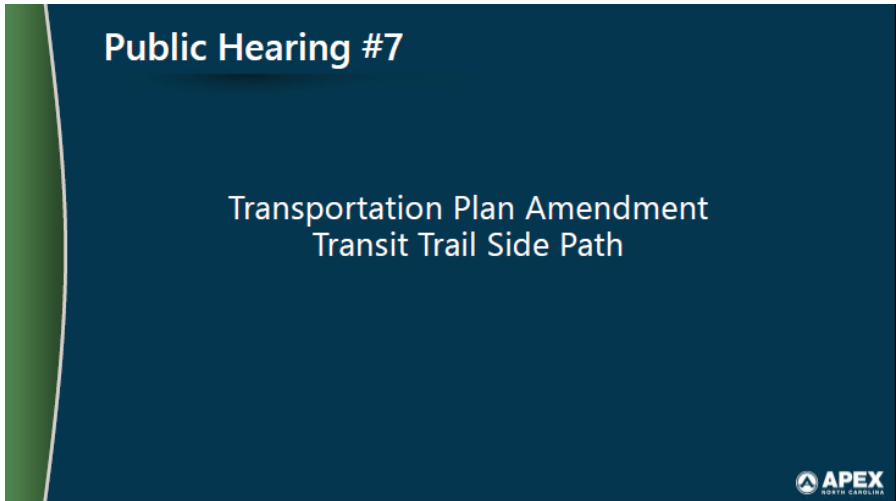 Public Hearing #7
Transportation Plan Amendment
Transit Trail Side Path
APEX
NORTH CAROLINA